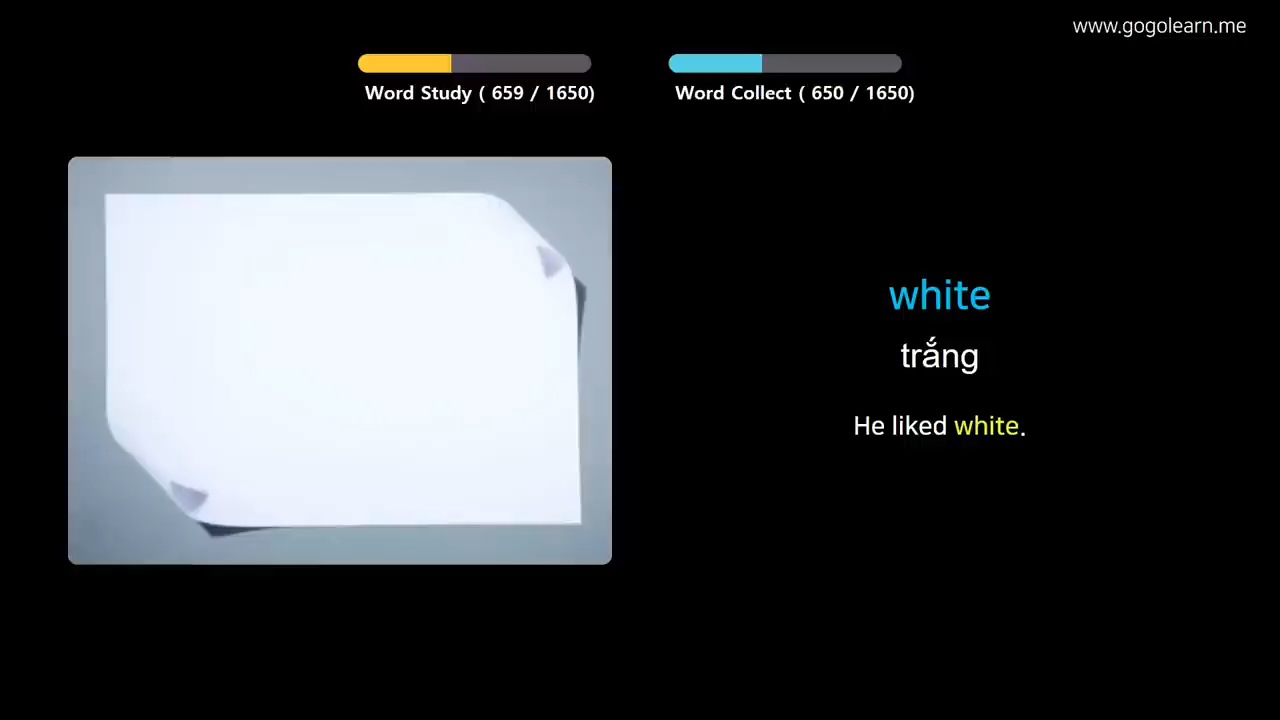 www.gogolearn.me
Word Study ( 659 / 1650)
Word Collect ( 650 / 1650)
white
trắng
He liked white.